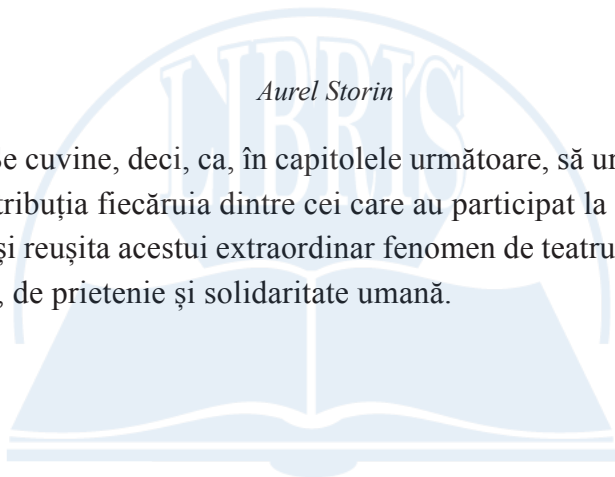 LIBRIS
Aurel Storin
e cuvine, deci, ca, în capitolele următoare, să ur
tribuția fiecăruia dintre cei care au participat la
și reușita acestui extraordinar fenomen de teatru
, de prietenie și solidaritate umană.